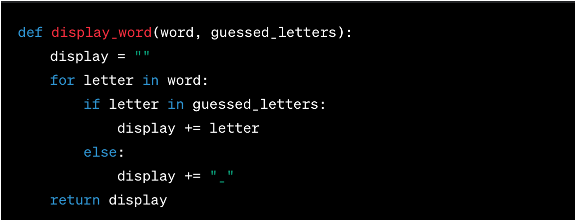 def display_word(word, guessed_letters):
    display = ""
    for letter in word:
        if letter in guessed_letters:
            display += letter
        else:
            display += "_"
    return display